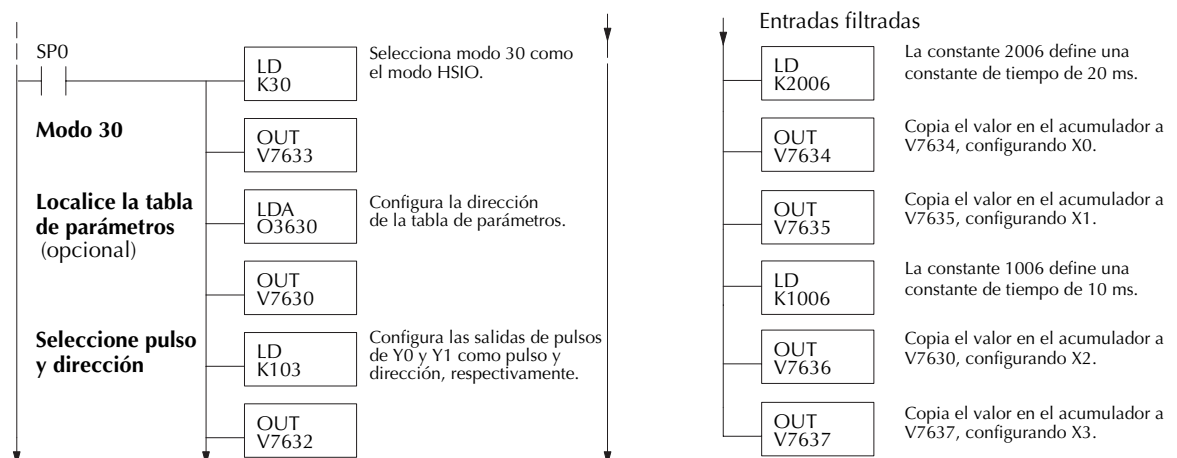 SP0
LD
K30
Selecciona modo 30 como
el modo HSIO.
Modo 30
OUT
V7633
Localice la tabla
de parámetros
(opcional)
LDA
O3630
Configura la dirección
de la tabla de parámetros.
OUT
V7630
Seleccione pulso
y dirección
LD
K103
Configura las salidas de pulsos
de Y0 y Y1 como pulso y
dirección, respectivamente.
OUT
V7632
Entradas filtradas
LD
K2006
La constante 2006 define una
constante de tiempo de 20 ms.
OUT
V7634
Copia el valor en el acumulador a
V7634, configurando X0.
OUT
V7635
Copia el valor en el acumulador a
V7635, configurando X1.
LD
K1006
La constante 1006 define una
constante de tiempo de 10 ms.
OUT
V7636
Copia el valor en el acumulador a
V7630, configurando X2.
OUT
V7637
Copia el valor en el acumulador a
V7637, configurando X3.